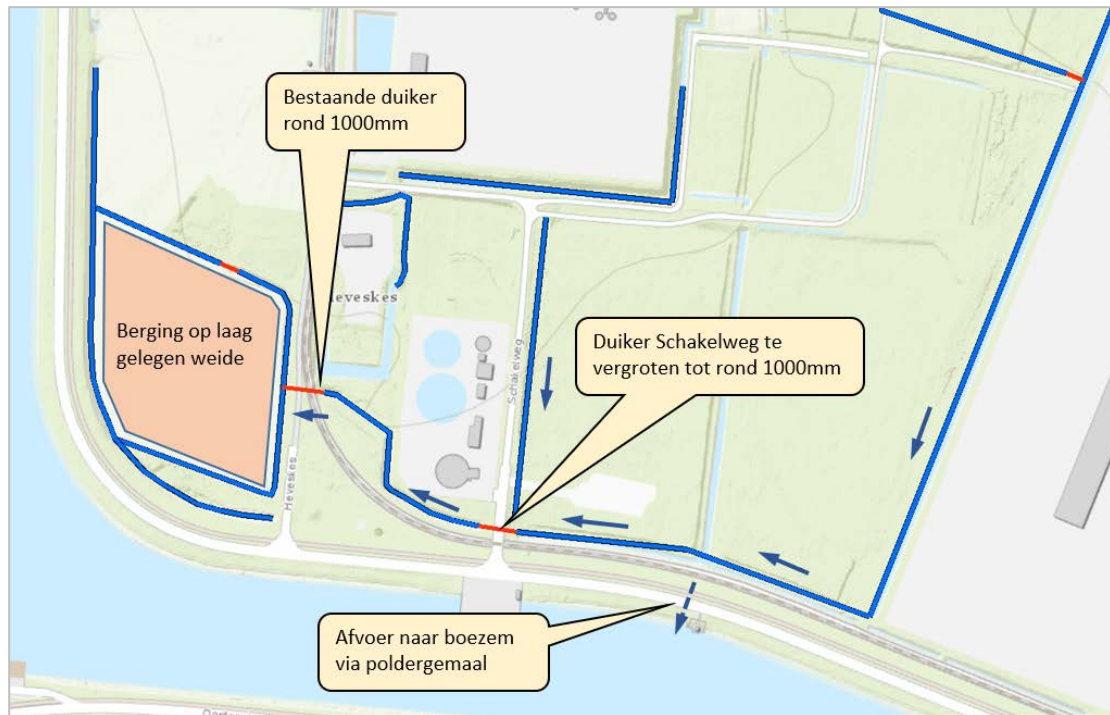 Bestaande duiker
rond 1000mm
Heveskes
Berging op laag
gelegen weide
Duiker Schakelweg te
vergroten tot rond 1000mm
Schakelweg
Heveskes
Afvoer naar boezem
via poldergemaal